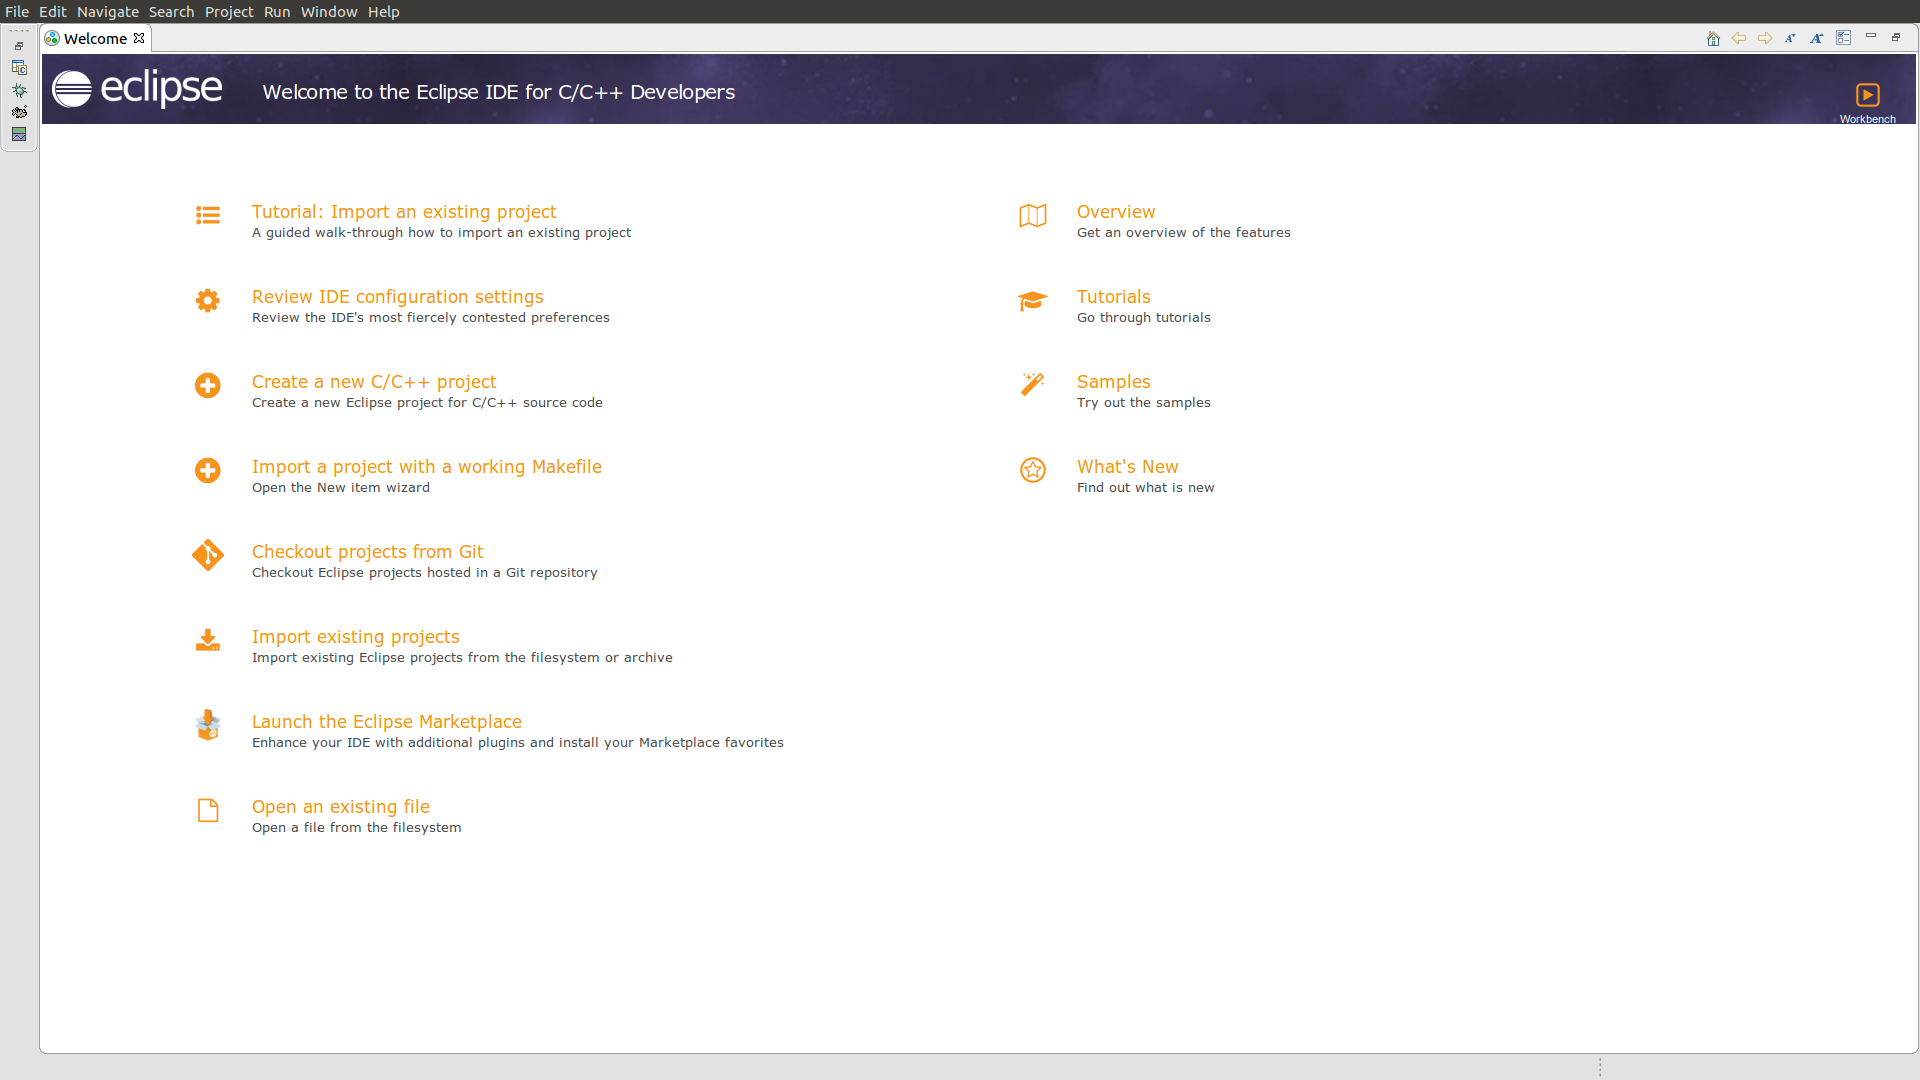 File Edit Navigate Search Project Run Window Help
Welcome
eclipse
Welcome to the Eclipse IDE for C/C++ Developers
Workbench
Tutorial: Import an existing project
A guided walk-through how to import an existing project
Review IDE configuration settings
Review the IDE's most fiercely contested preferences
Create a new C/C++ project
Create a new Eclipse project for C/C++ source code
Import a project with a working Makefile
Open the New item wizard
Checkout projects from Git
Checkout Eclipse projects hosted in a Git repository
Import existing projects
Import existing Eclipse projects from the filesystem or archive
Launch the Eclipse Marketplace
Enhance your IDE with additional plugins and install your Marketplace favorites
Open an existing file
Open a file from the filesystem
Overview
Get an overview of the features
Tutorials
Go through tutorials
Samples
Try out the samples
What's New
Find out what is new